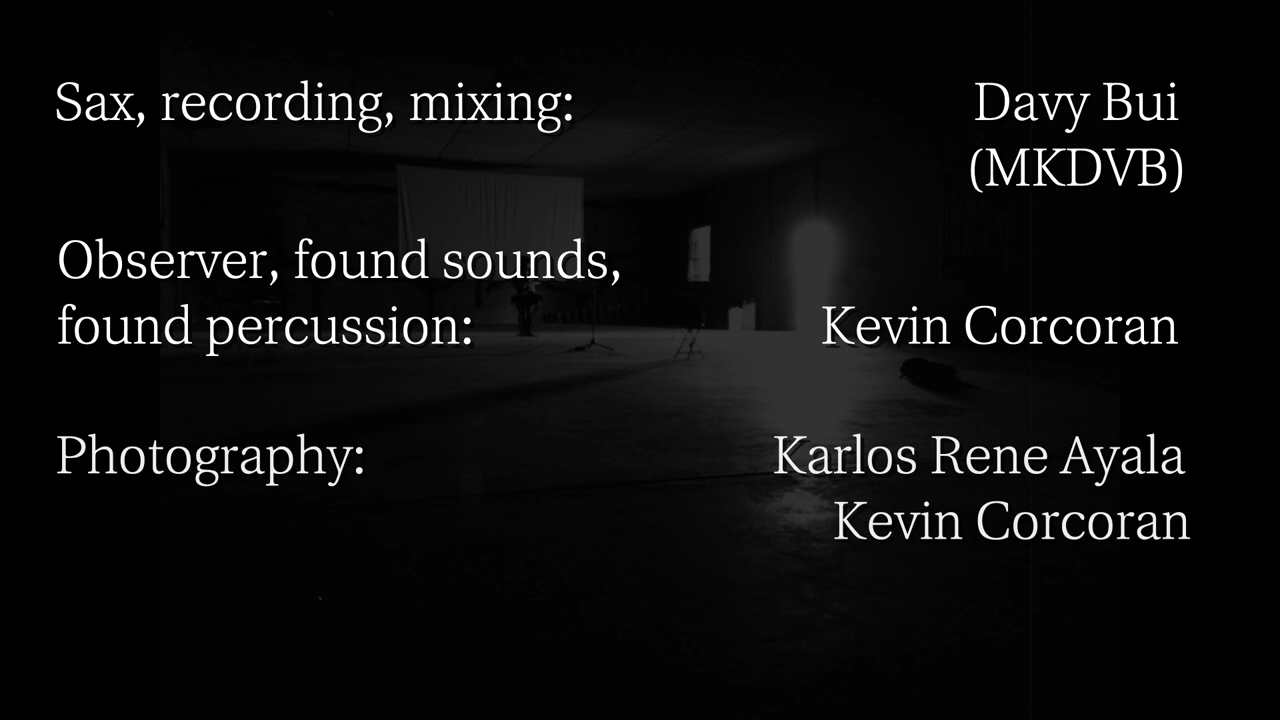 Sax, recording, mixing: Davy Bui
(MKDVB)
Observer, found sounds,
found percussion: Kevin Corcoran
Photography: Karlos Rene Ayala
Kevin Corcoran